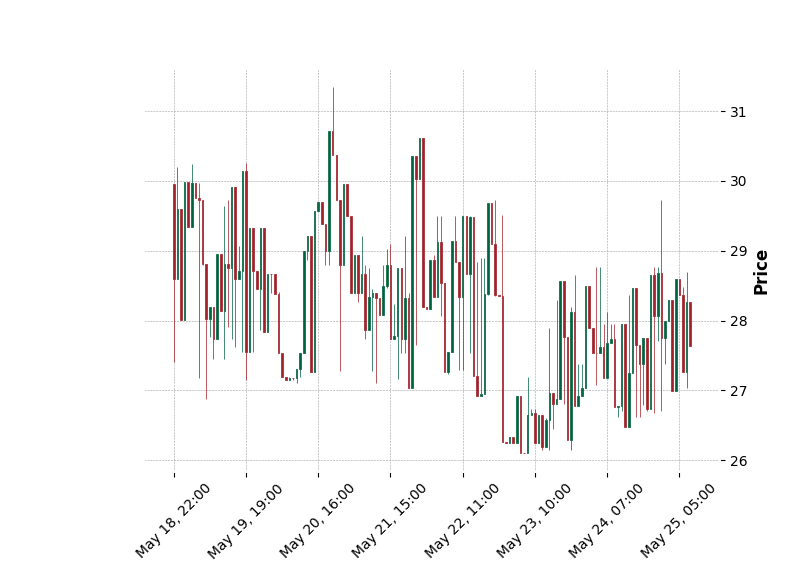 31
30
29
28
27
26
Price
May 18, 22:00
May 19, 19:00
May 20, 16:00
May 21, 15:00
May 22, 11:00
May 23, 10:00
May 24, 07:00
May 25, 05:00